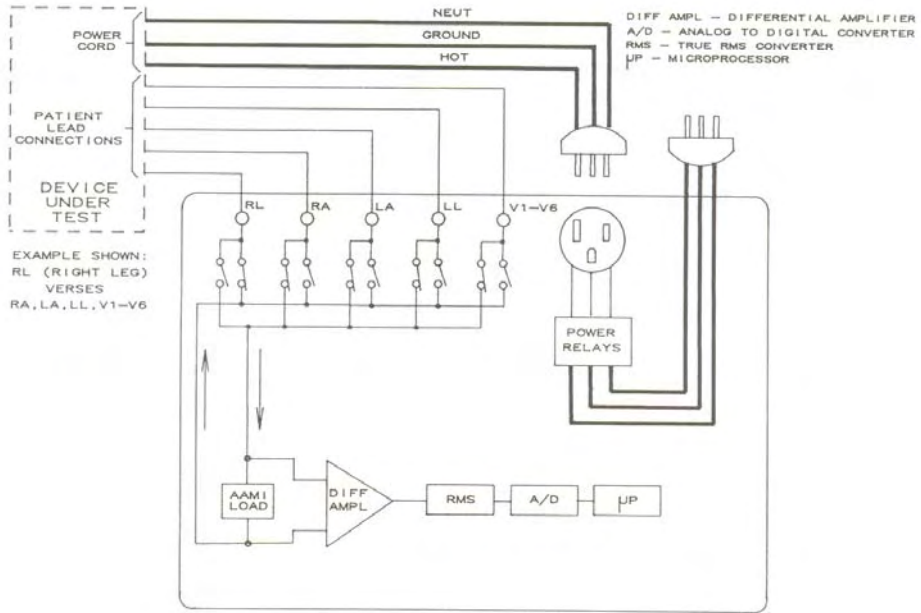 NEUT
GROUND
HOT
POWER
CORD
PATIENT
LEAD
CONNECTIONS
DEVICE
UNDER
TEST
EXAMPLE SHOWN:
RL (RIGHT LEG)
VERSES
RA,LA,LL,V1–V6
DIFF AMPL – DIFFERENTIAL AMPLIFIER
A/D – ANALOG TO DIGITAL CONVERTER
RMS – TRUE RMS CONVERTER
µP – MICROPROCESSOR
RL
RA
LA
LL
V1–V6
POWER
RELAYS
AAMI
LOAD
DIFF
AMPL
RMS
A/D
µP